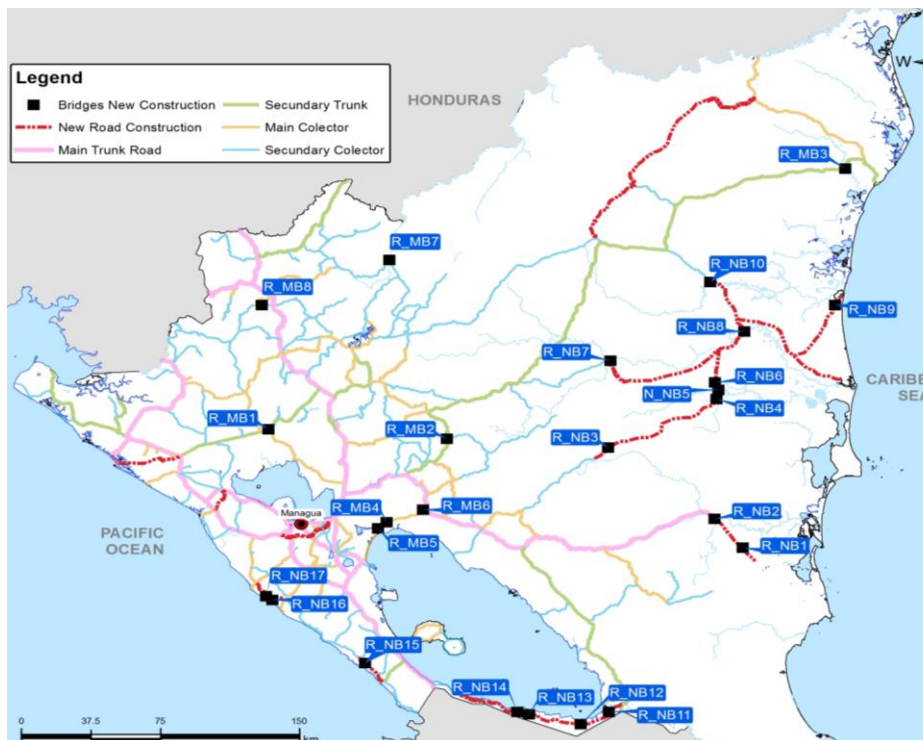 Legend
Bridges New Construction
New Road Construction
Main Trunk Road
Secundary Trunk
Main Colector
Secundary Colector
HONDURAS
W
R_MB3
R_MB7
R_NB10
R_MB8
R_NB9
R_NB8
R_NB7
R_NB6
CARIBE
SEA
N_NB5
R_NB4
R_MB1
R_MB2
R_NB3
R_MB4
R_MB6
Managua
R_NB2
PACIFIC
OCEAN
R_MB5
R_NB1
R_NB17
R_NB16
R_NB15
R_NB14
R_NB13
R_NB12
R_NB11
0 37.5 75 150
km